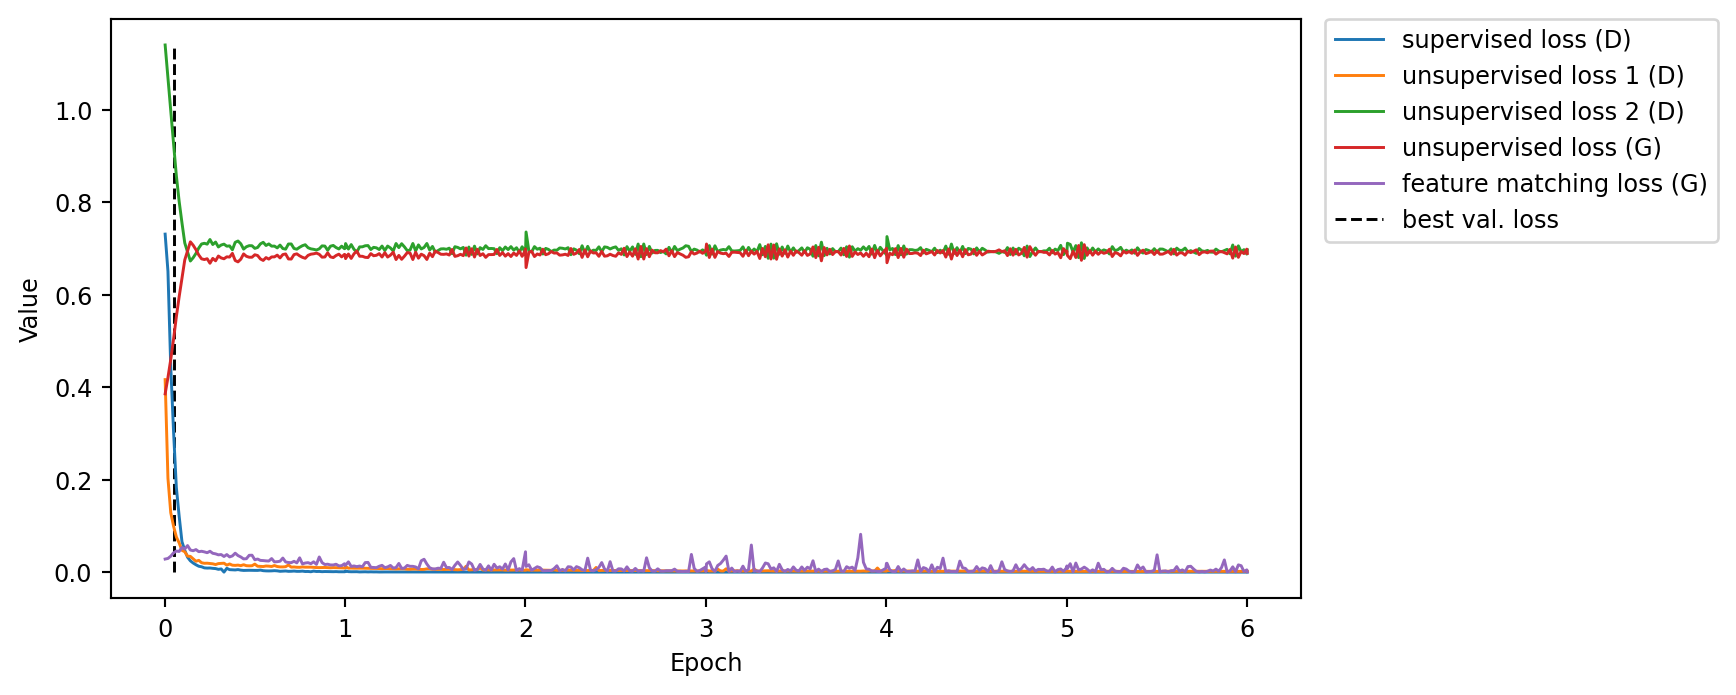 supervised loss (D)
unsupervised loss 1 (D)
unsupervised loss 2 (D)
unsupervised loss (G)
feature matching loss (G)
best val. loss
Value
1.0
0.8
0.6
0.4
0.2
0.0
0 1 2 3 4 5 6
Epoch